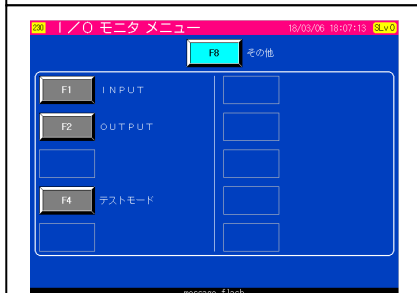 230 I/O モニタ メニュー 18/03/06 18:07:13 SLv0
F8 その他
F1 INPUT
F2 OUTPUT
F4 テストモード
message flash